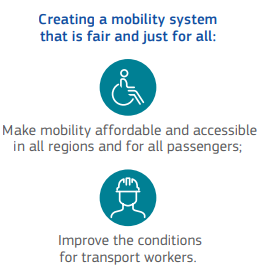 Creating a mobility system
that is fair and just for all:
Make mobility affordable and accessible
in all regions and for all passengers;
Improve the conditions
for transport workers.